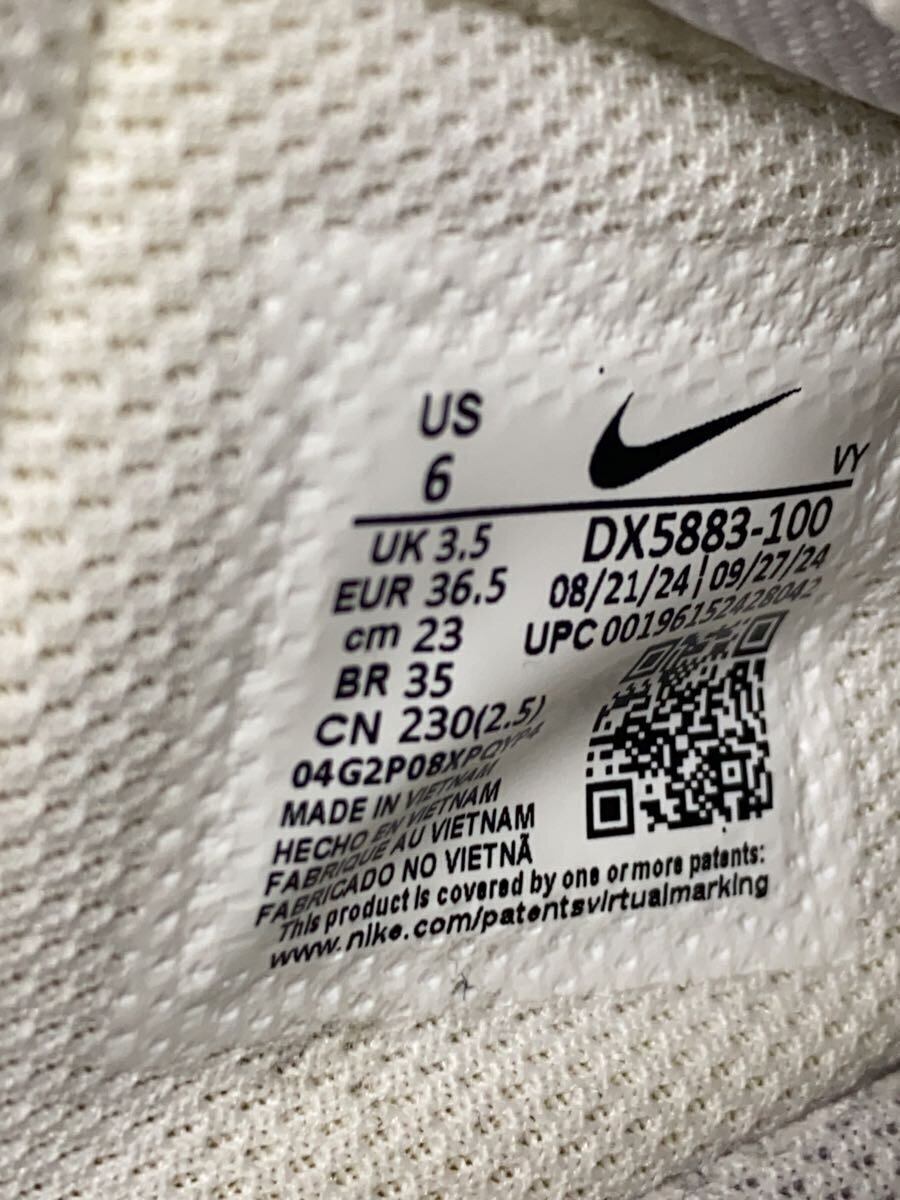 US
6
VY
UK 3.5
DX5883-100
EUR 36.5
08/21/24 | 09/27/24
cm 23
UPC 00196152428042
BR 35
CN 230(2.5)
04G2P08XPQYP4
MADE IN VIETNAM
HECHO EN VIETNAM
FABRIQUÉ AU VIETNAM
FABRICADO NO VIETNÃ
This product is covered by one or more patents:
www.nike.com/patentsvirtualmarking